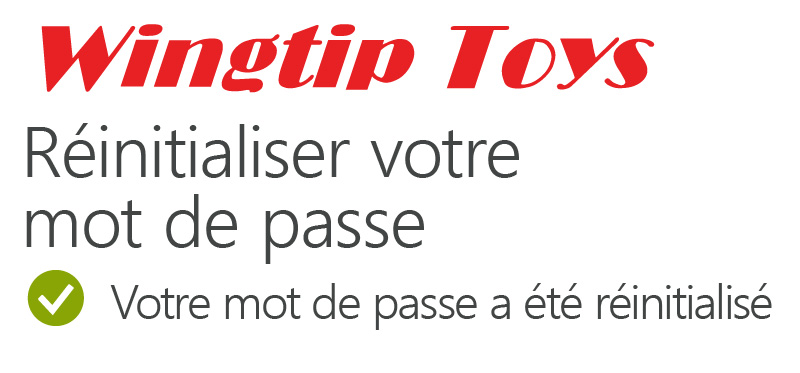 Wingtip Toys
Réinitialiser votre
mot de passe
Votre mot de passe a été réinitialisé